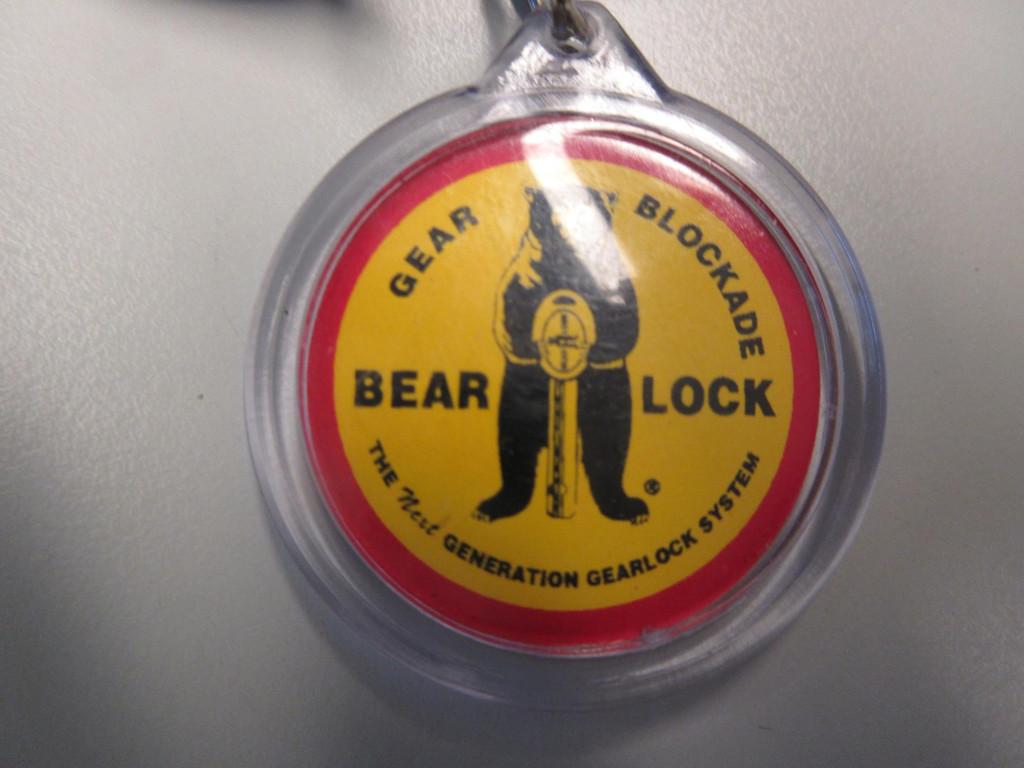 GEAR BLOCKADE
BEAR LOCK
THE Next GENERATION GEARLOCK SYSTEM
®